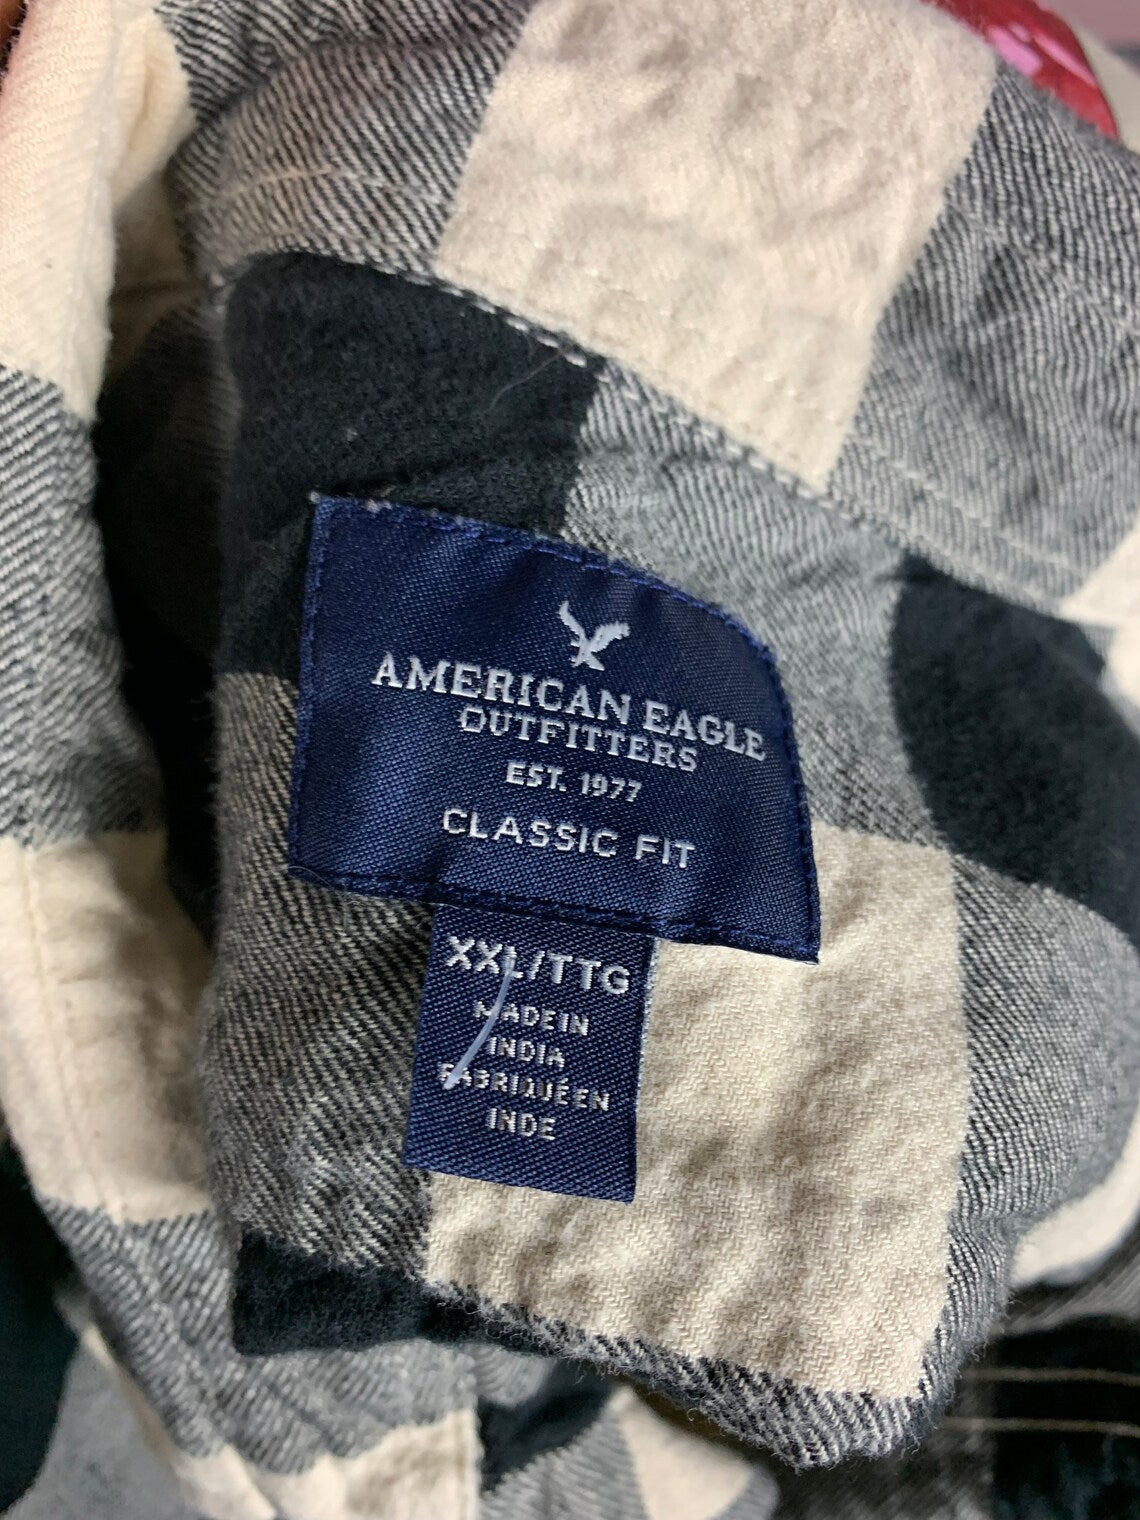 AMERICAN EAGLE
OUTFITTERS
EST. 1977
CLASSIC FIT
XXL/TTG
MADE IN
INDIA
FABRIQUÉ EN
INDE